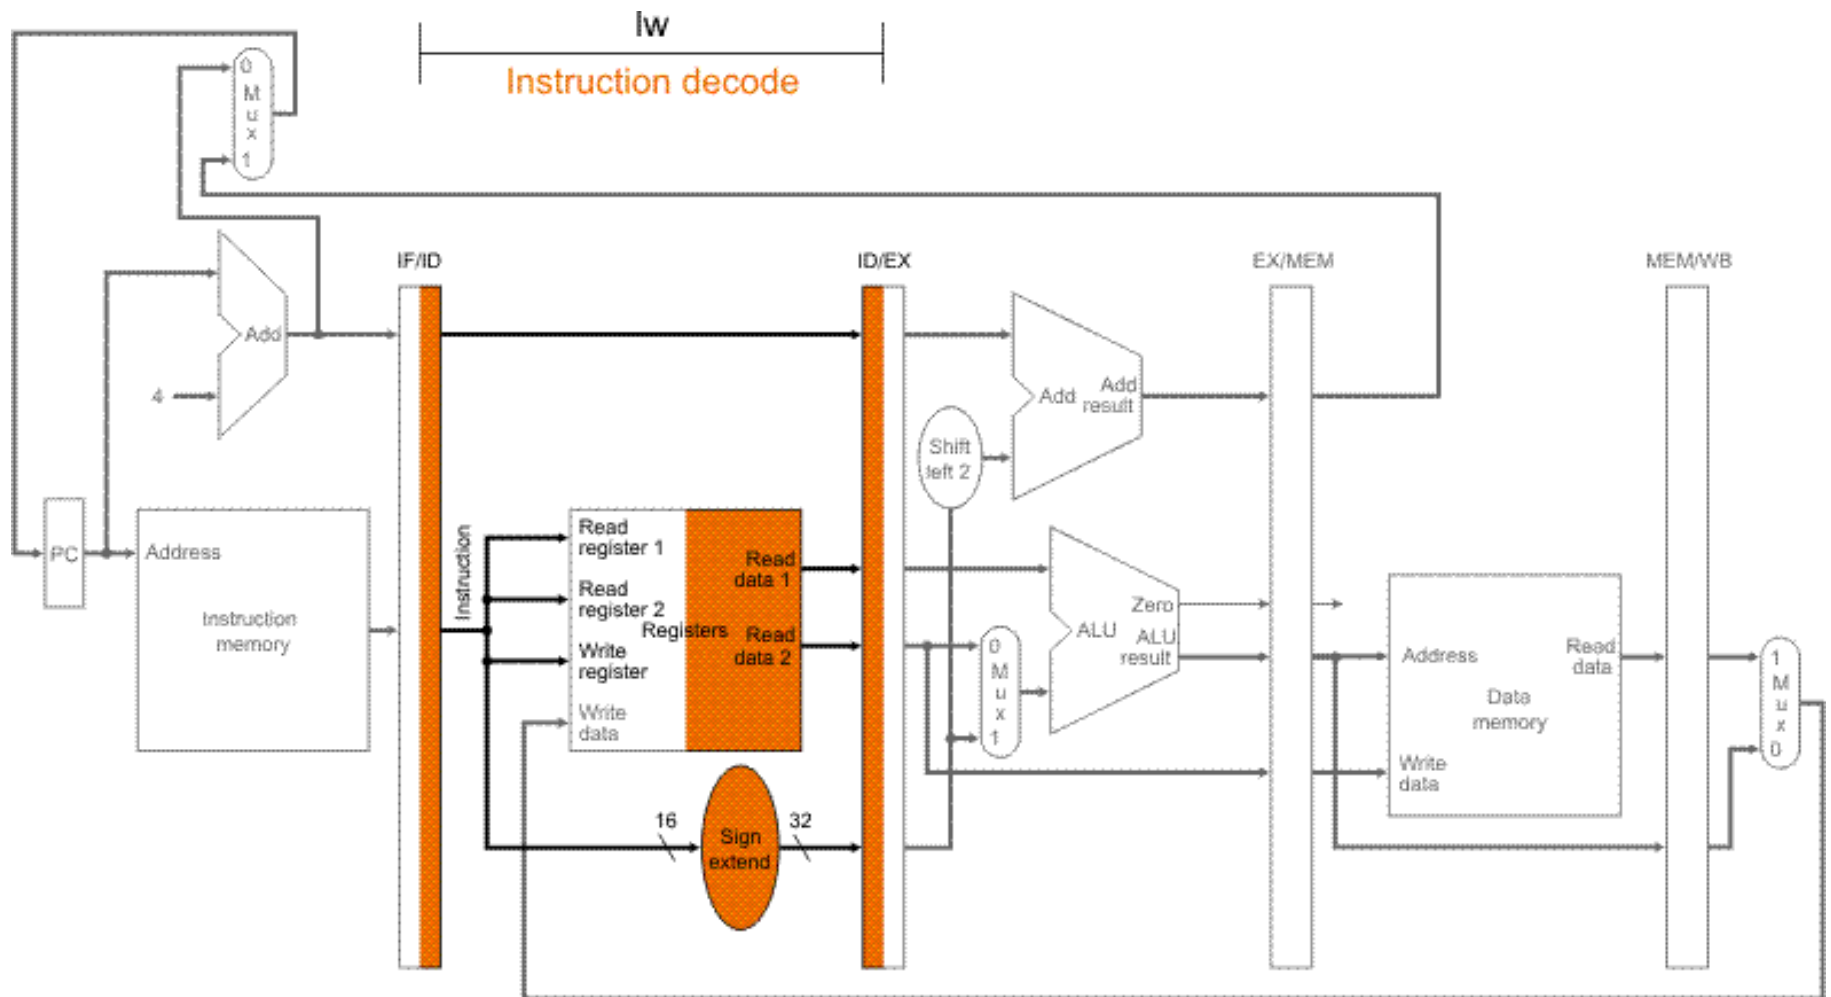 lw
Instruction decode
0
M
u
x
1
IF/ID
ID/EX
EX/MEM
MEM/WB
Add
4
Add
Add
result
Shift
left 2
PC
Address
Instruction
memory
Instruction
Read
register 1
Read
register 2
Registers
Write
register
Write
data
Read
data 1
Read
data 2
16
Sign
extend
32
0
M
u
x
1
Zero
ALU
ALU
result
Address
Read
data
Data
memory
Write
data
1
M
u
x
0